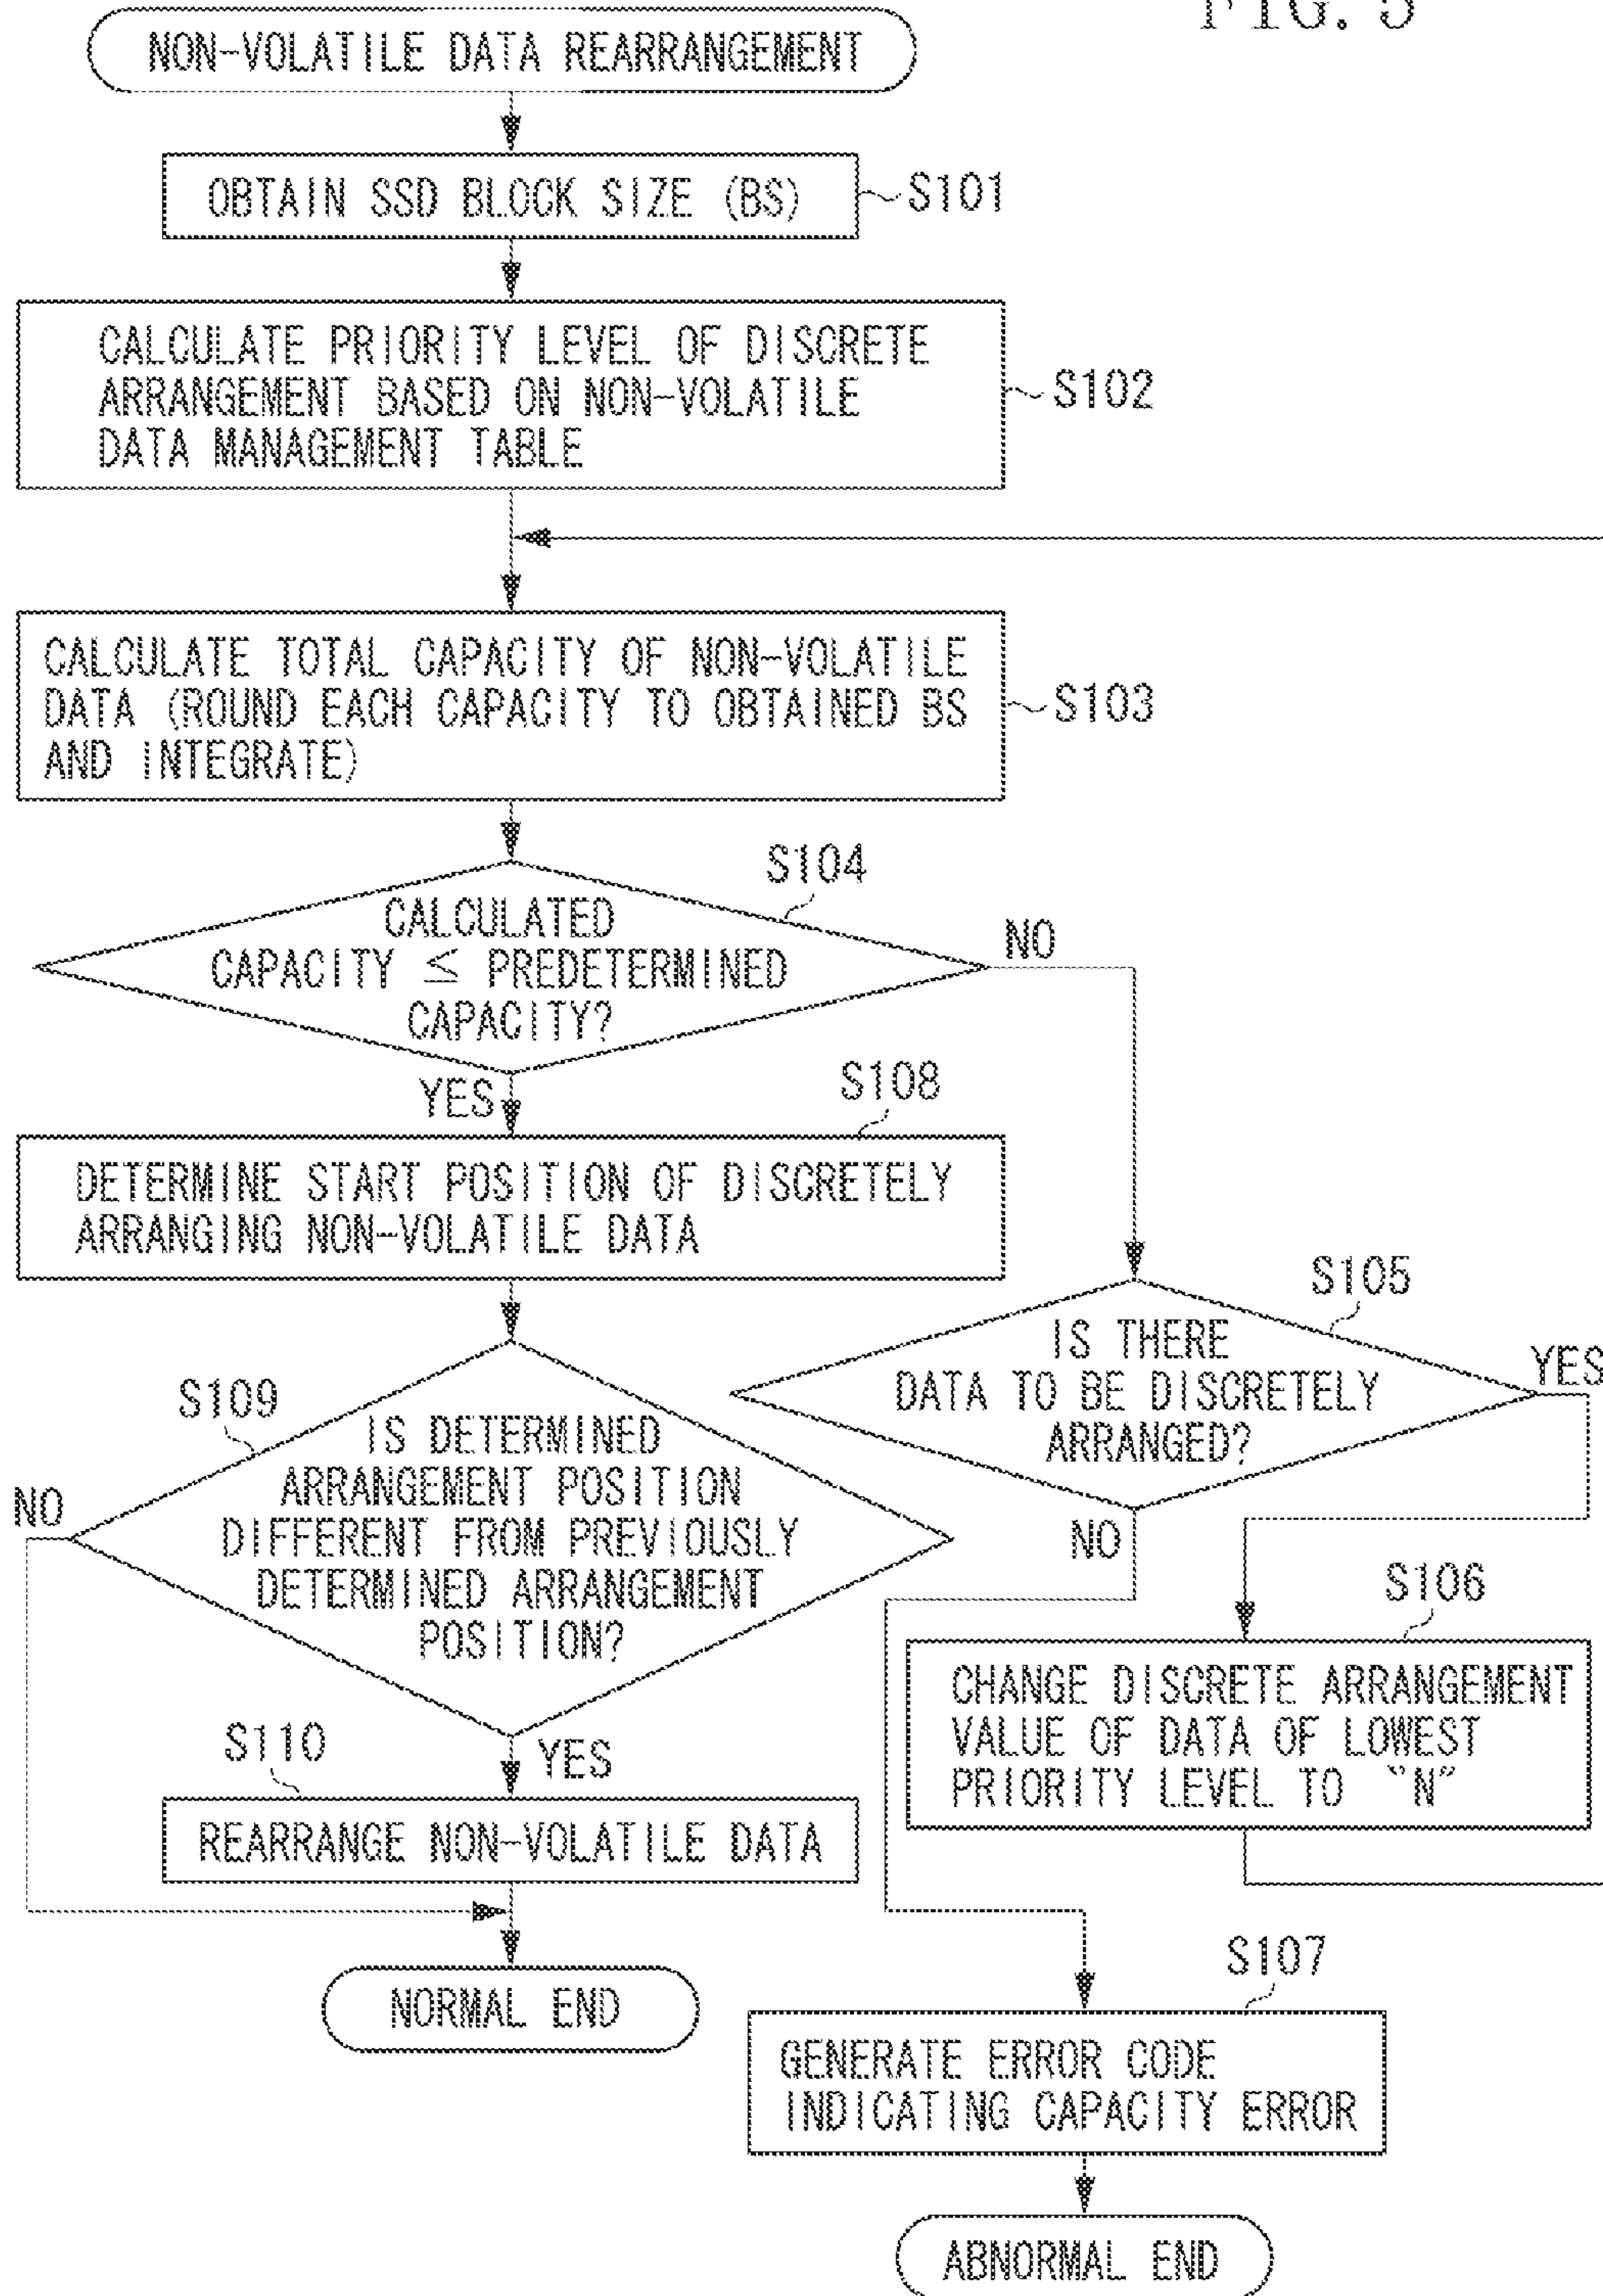 FIG. 5
NON-VOLATILE DATA REARRANGEMENT
OBTAIN SSD BLOCK SIZE (BS)
S101
CALCULATE PRIORITY LEVEL OF DISCRETE
ARRANGEMENT BASED ON NON-VOLATILE
DATA MANAGEMENT TABLE
S102
CALCULATE TOTAL CAPACITY OF NON-VOLATILE
DATA (ROUND EACH CAPACITY TO OBTAINED BS
AND INTEGRATE)
S103
S104
CALCULATED
CAPACITY ≤ PREDETERMINED
CAPACITY?
NO
YES
S108
DETERMINE START POSITION OF DISCRETELY
ARRANGING NON-VOLATILE DATA
S105
IS THERE
DATA TO BE DISCRETELY
ARRANGED?
YES
NO
S109
IS DETERMINED
ARRANGEMENT POSITION
DIFFERENT FROM PREVIOUSLY
DETERMINED ARRANGEMENT
POSITION?
NO
YES
S106
CHANGE DISCRETE ARRANGEMENT
VALUE OF DATA OF LOWEST
PRIORITY LEVEL TO “N”
S110
REARRANGE NON-VOLATILE DATA
NORMAL END
S107
GENERATE ERROR CODE
INDICATING CAPACITY ERROR
ABNORMAL END